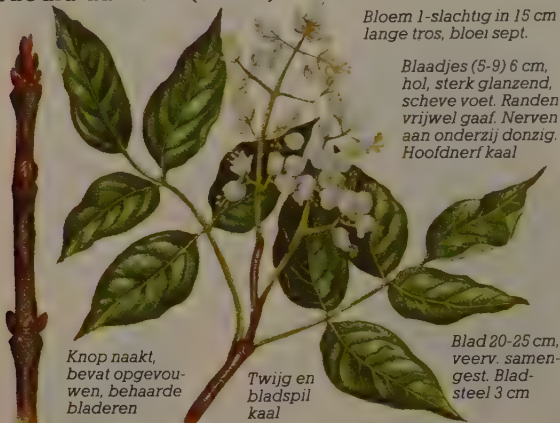 Bloem 1-slachtig in 15 cm
lange tros, bloei sept.
Blaadjes (5-9) 6 cm,
hol, sterk glanzend,
scheve voet. Randen
vrijwel gaaf. Nerven
aan onderzij donzig.
Hoofdnerf kaal
Knop naakt,
bevat opgevou-
wen, behaarde
bladeren
Twijg en
bladspil
kaal
Blad 20-25 cm,
veerv. samen-
gest. Blad-
steel 3 cm